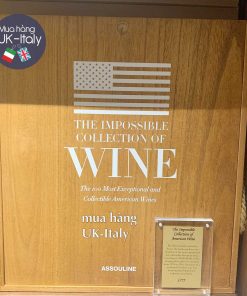 Mua hàng
UK-Italy
THE IMPOSSIBLE
COLLECTION OF
WINE
The 100 Most Exceptional and
Collectible American Wines
mua hàng
UK-Italy
ASSOULINE
The Impossible
Collection of
American Wine